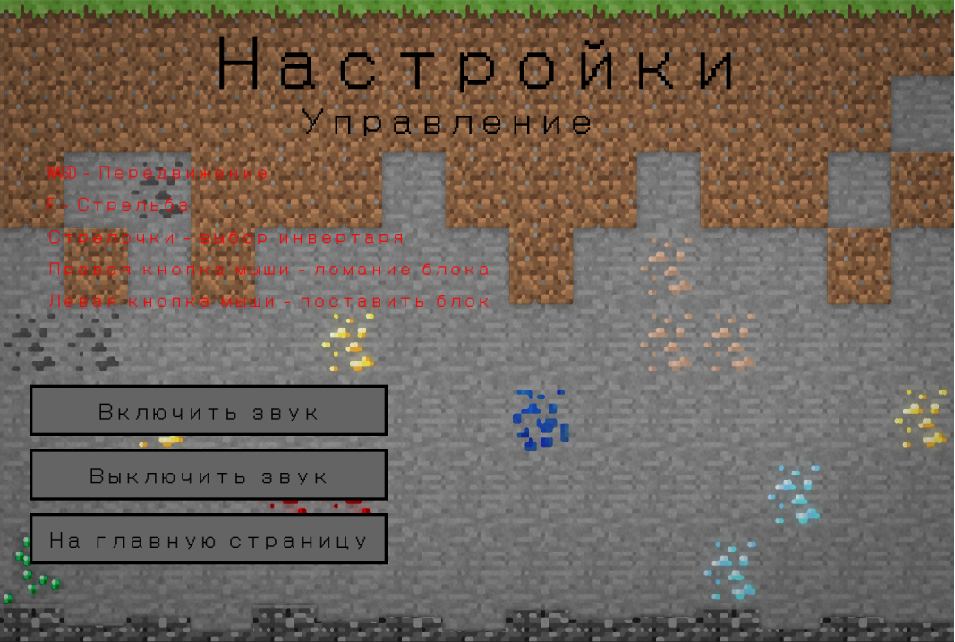 Настройки
Управление
WSD - Передвижение
F - Стрельба
Стрелочки - выбор инвертаря
Правая кнопка мыши - ломание блока
Левая кнопка мыши - поставить блок
Включить звук
Выключить звук
На главную страницу